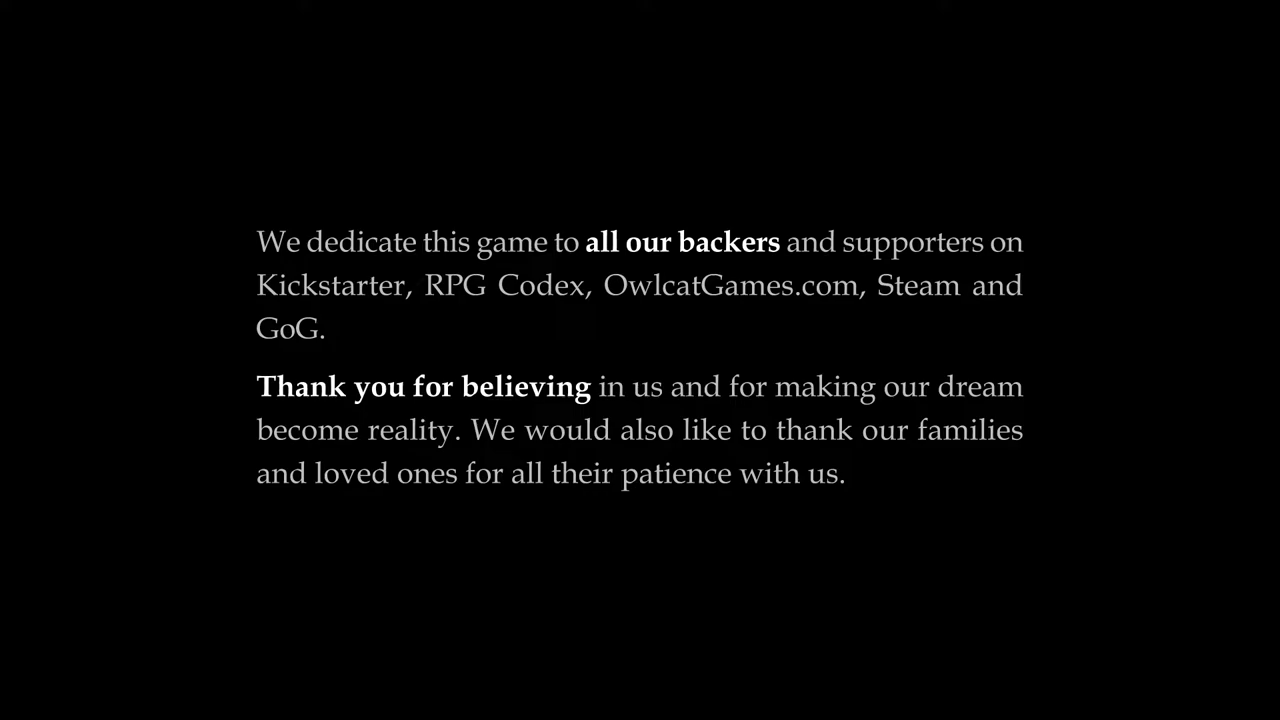 We dedicate this game to all our backers and supporters on
Kickstarter, RPG Codex, OwlcatGames.com, Steam and
GoG.
Thank you for believing in us and for making our dream
become reality. We would also like to thank our families
and loved ones for all their patience with us.